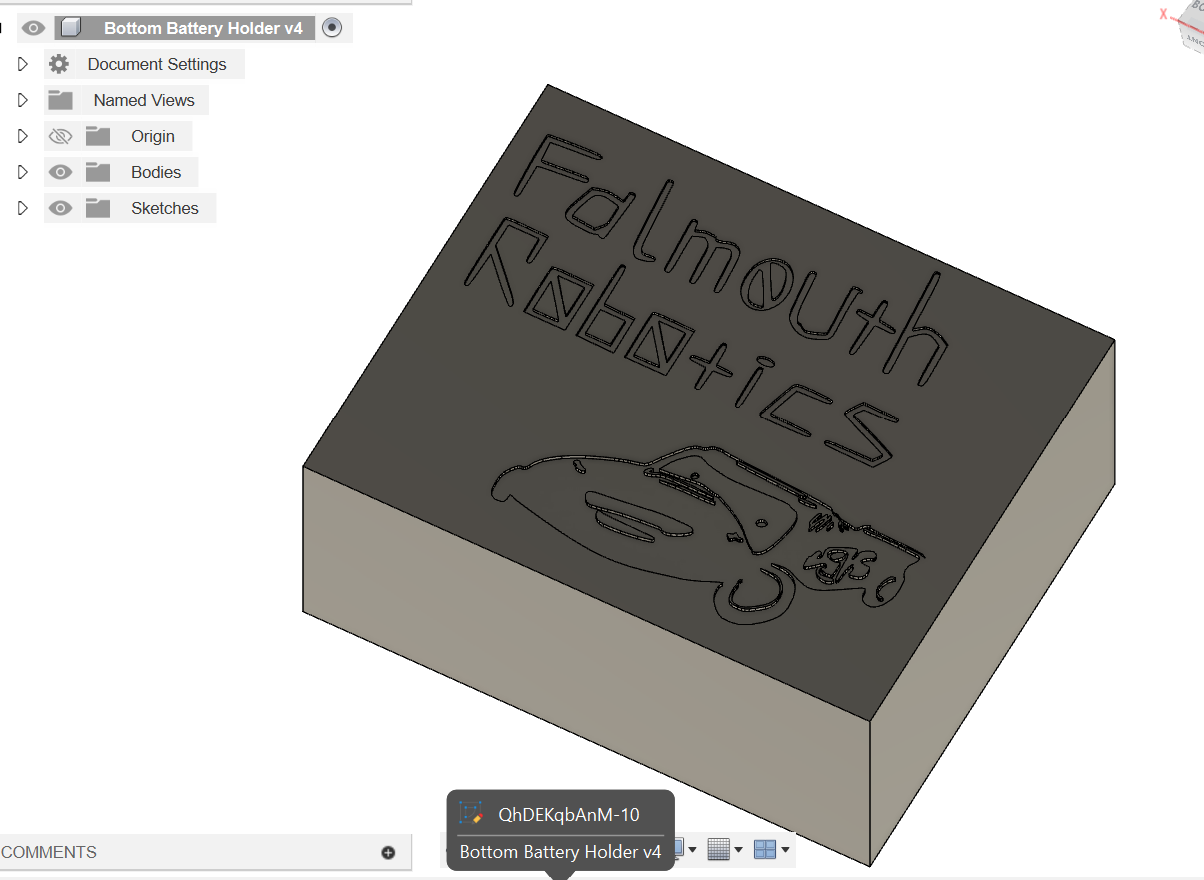 Bottom Battery Holder v4
Document Settings
Named Views
Origin
Bodies
Sketches
X
Falmouth
Robotics
95
QhDEKqbAnM-10
Bottom Battery Holder v4
COMMENTS